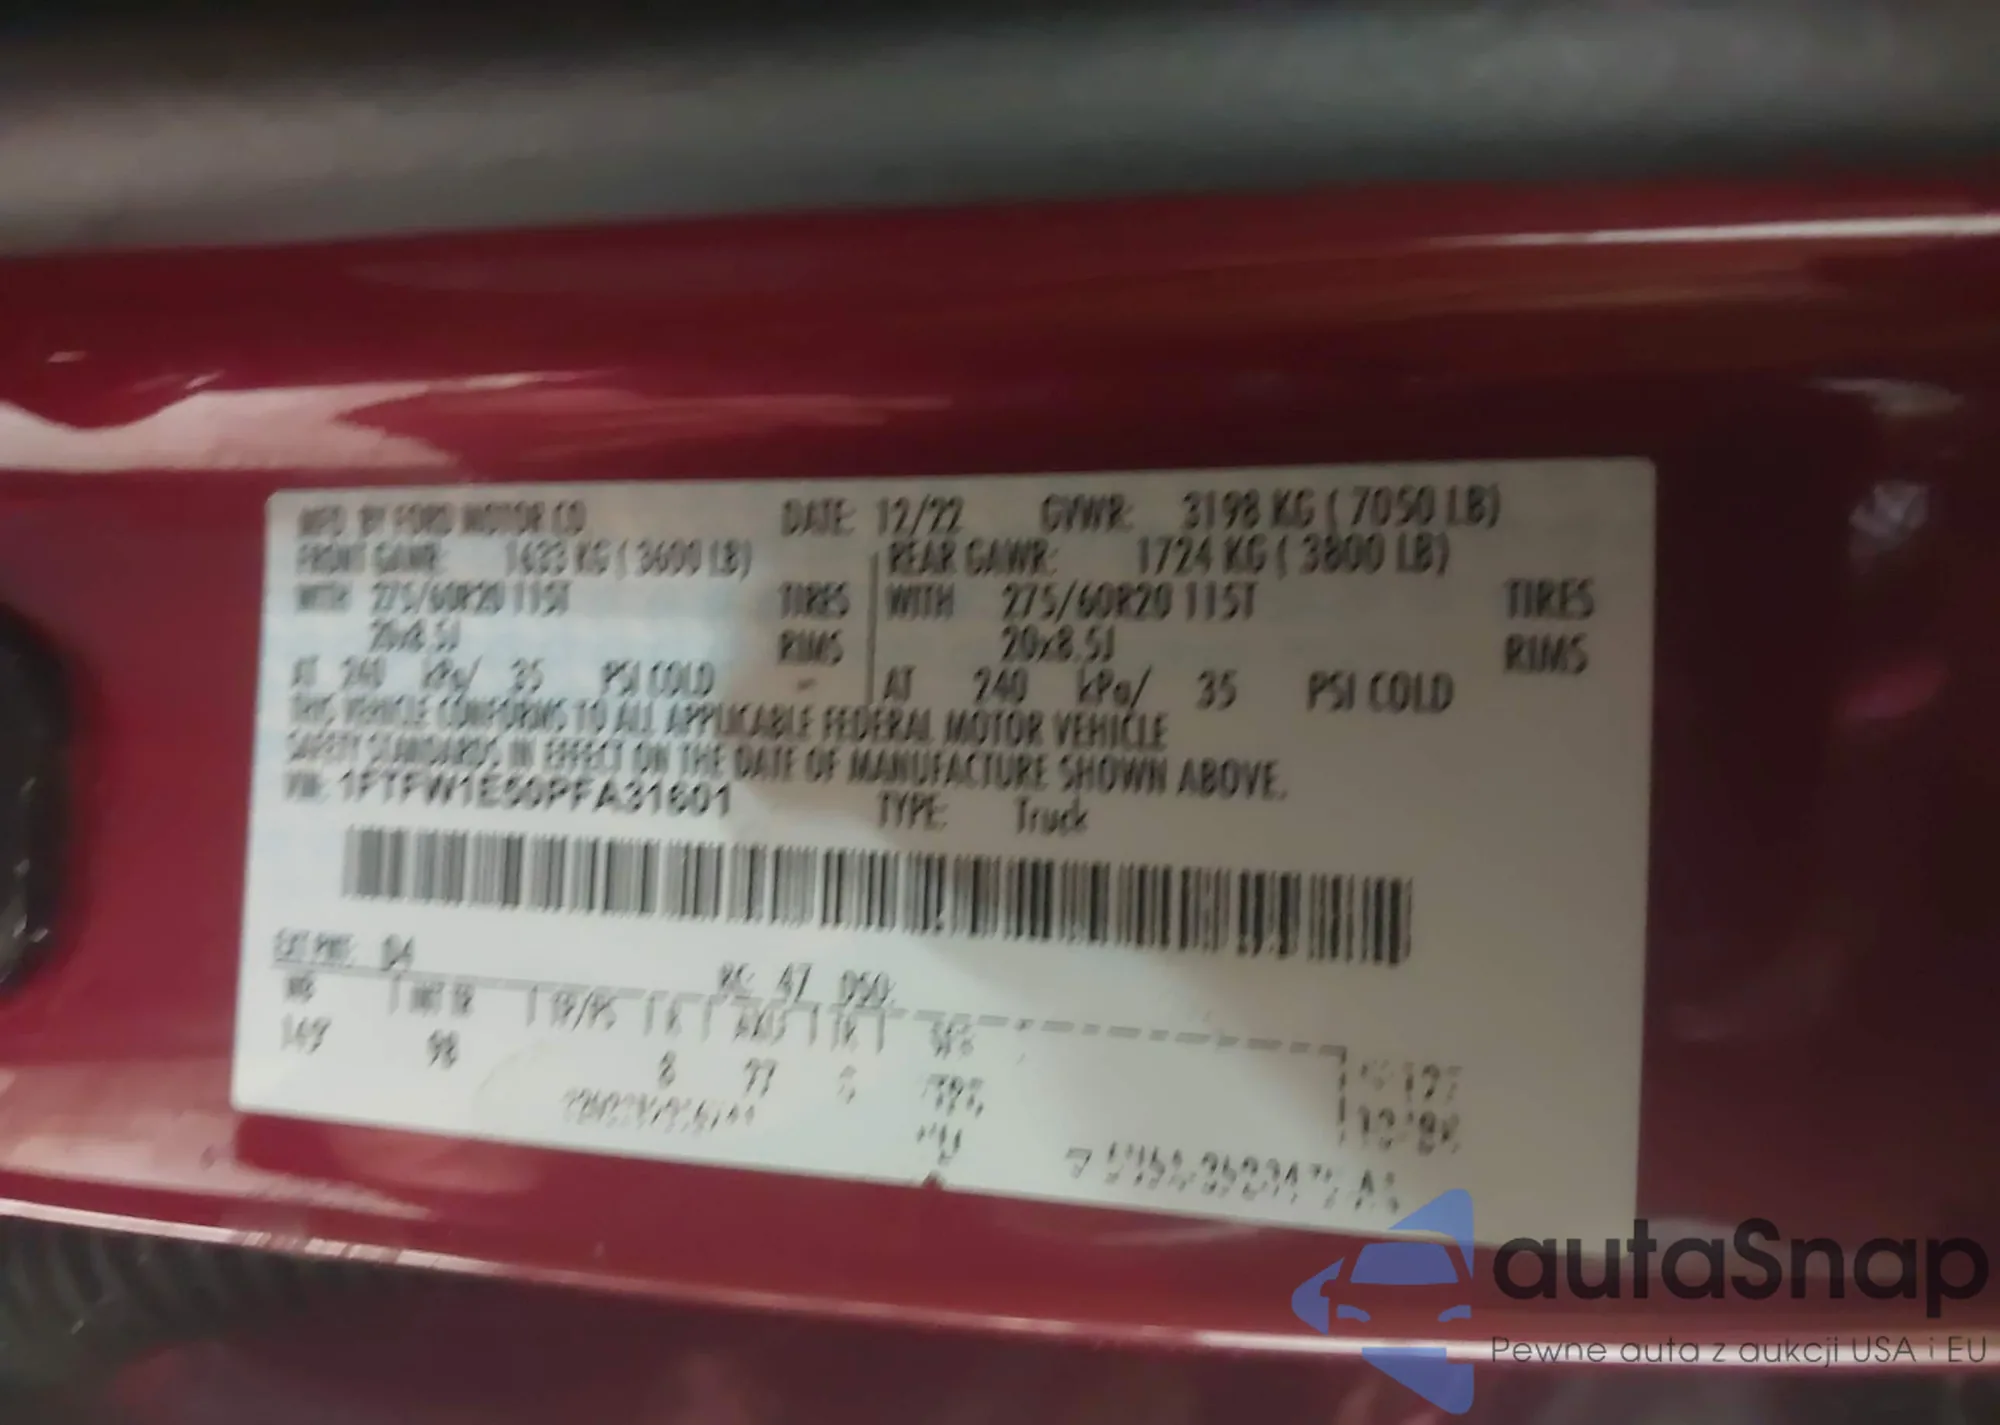 MFD BY FORD MOTOR CO. DATE: 12/22 GVWR: 3198 KG ( 7050 LB)
FRONT GAWR: 1633 KG ( 3600 LB) REAR GAWR: 1724 KG ( 3800 LB)
WITH 275/60R20 115T TIRES WITH 275/60R20 115T TIRES
20x8.5J RIMS 20x8.5J RIMS
AT 240 kPa/ 35 PSI COLD AT 240 kPa/ 35 PSI COLD
THIS VEHICLE CONFORMS TO ALL APPLICABLE FEDERAL MOTOR VEHICLE
SAFETY STANDARDS IN EFFECT ON THE DATE OF MANUFACTURE SHOWN ABOVE.
VIN: 1FTFW1E50PFA31601 TYPE: Truck
EXT PNT: D4 RC: 47 DSO:
WB INT TR TP/PS R AXLE TR
98 8
autaSnap
Pewne auta z aukcji USA i EU